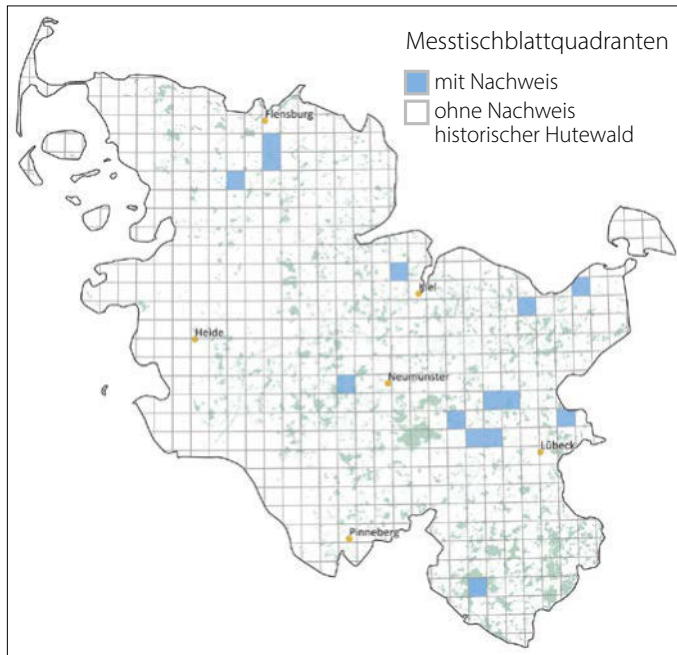 Messtischblattquadranten
mit Nachweis
ohne Nachweis
historischer Hutewald
Flensburg
Kiel
Heide
Neumünster
Lübeck
Pinneberg